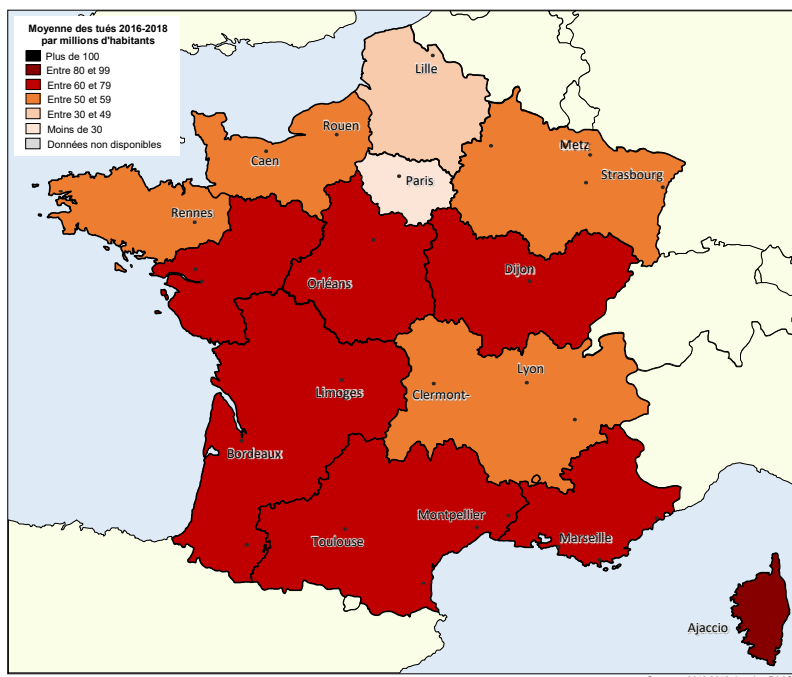 Moyenne des tués 2016-2018
par millions d'habitants
Plus de 100
Entre 80 et 99
Entre 60 et 79
Entre 50 et 59
Entre 30 et 49
Moins de 30
Données non disponibles
Lille
Rouen
Caen
Metz
Paris
Strasbourg
Rennes
Orléans
Dijon
Lyon
Limoges
Clermont-
Bordeaux
Montpellier
Toulouse
Marseille
Ajaccio